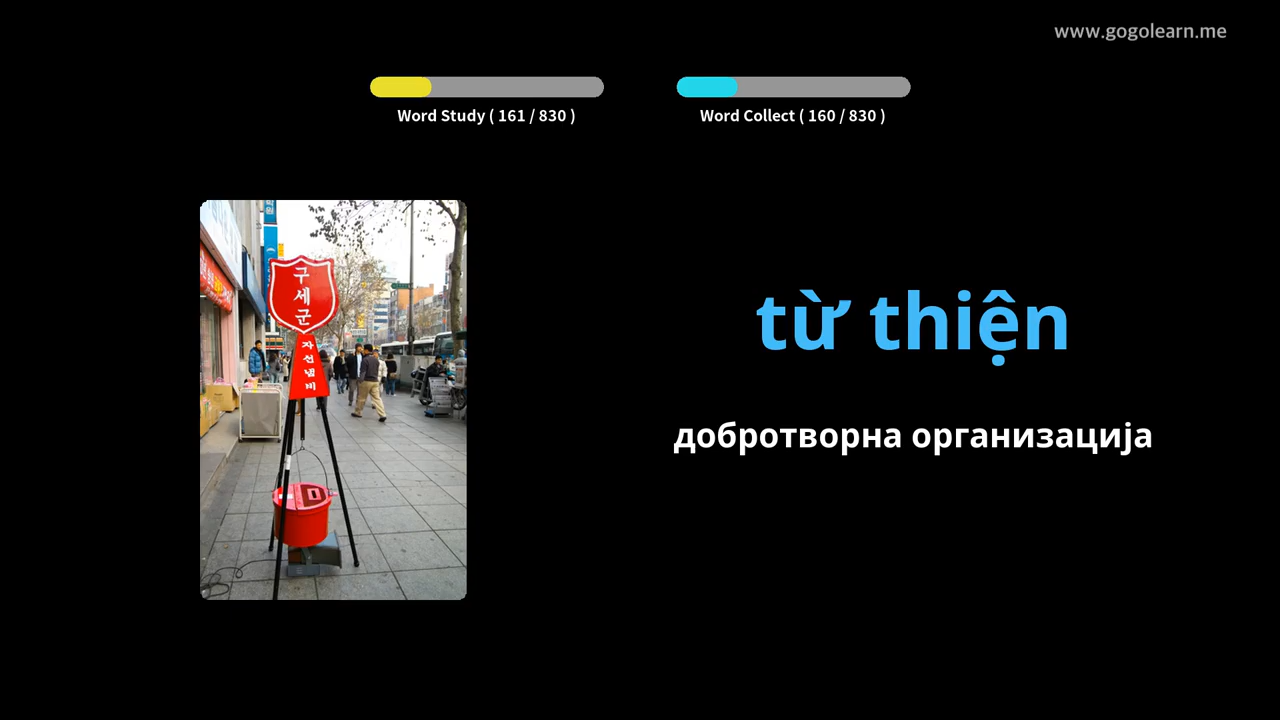 www.gogolearn.me
Word Study ( 161 / 830 )
Word Collect ( 160 / 830 )
구세군
자선냄비
từ thiện
добротворна организација